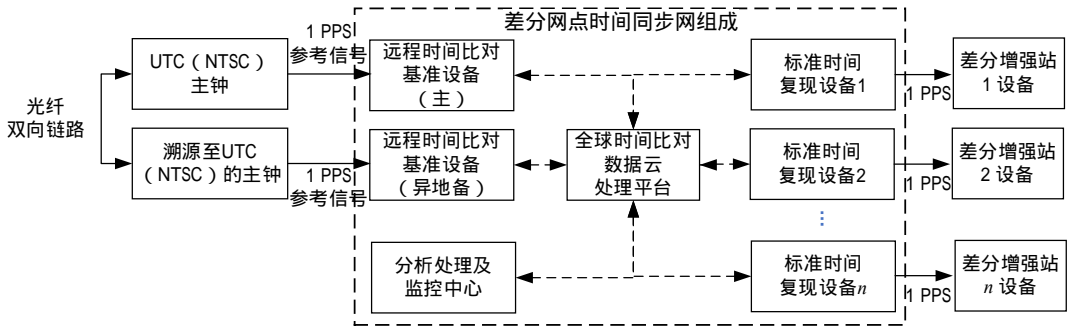 差分网点时间同步网组成
光纤
双向链路
UTC（NTSC）
主钟
1 PPS
参考信号
远程时间比对
基准设备
（主）
标准时间
复现设备1
1 PPS
差分增强站
1 设备
溯源至UTC
（NTSC）的主钟
1 PPS
参考信号
远程时间比对
基准设备
（异地备）
全球时间比对
数据云
处理平台
标准时间
复现设备2
1 PPS
差分增强站
2 设备
⋮
分析处理及
监控中心
标准时间
复现设备n
1 PPS
差分增强站
n 设备